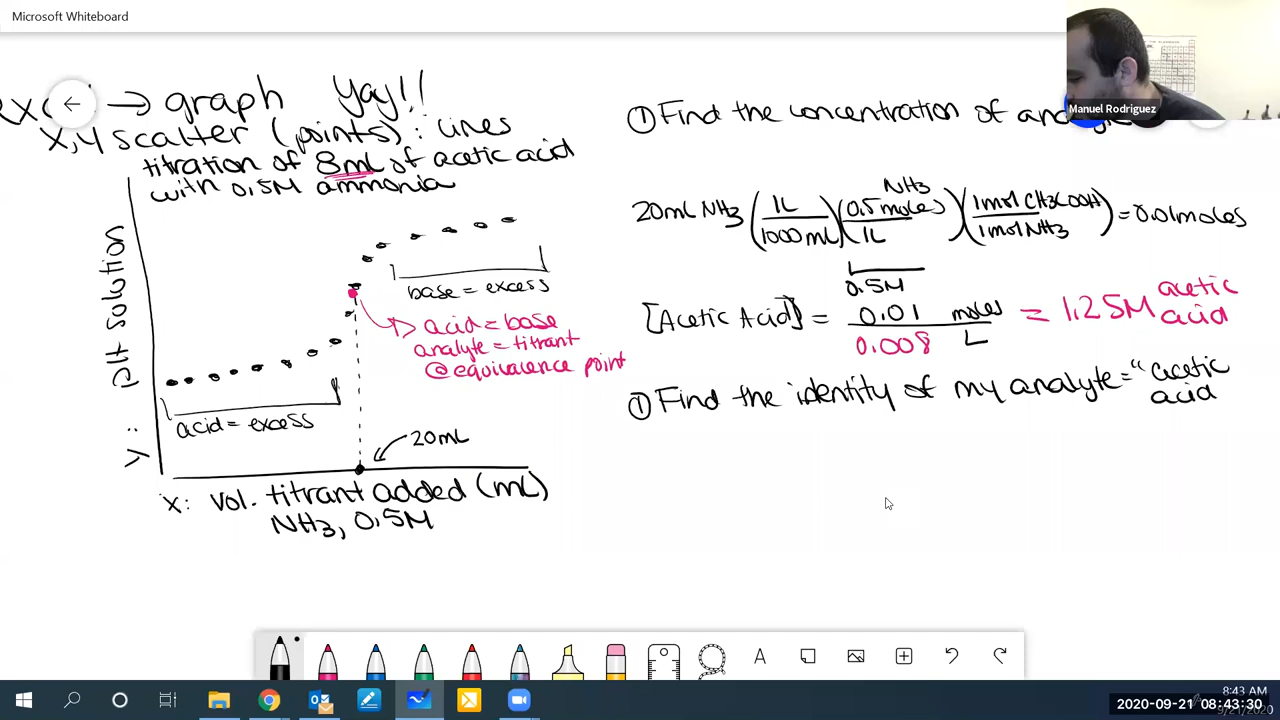 Microsoft Whiteboard
→ graph Yay!!
x,y scatter (points): lines
titration of 8mL of acetic acid
with 0.5M ammonia
y: pH solution
base = excess
acid = base
analyte = titrant
@equivalence point
acid = excess
20mL
x: vol. titrant added (mL)
NH3, 0.5M
① Find the concentration of
Manuel Rodriguez
20mL NH3 (1L/1000mL)(0.5 moles NH3/1L)(1mol CH3COOH/1mol NH3) = 0.01moles
0.5M
[Acetic Acid] = 0.01 moles/0.008 L = 1.25M acetic acid
① Find the identity of my analyte = "acetic
acid
8:43 AM
2020-09-21 08:43:30